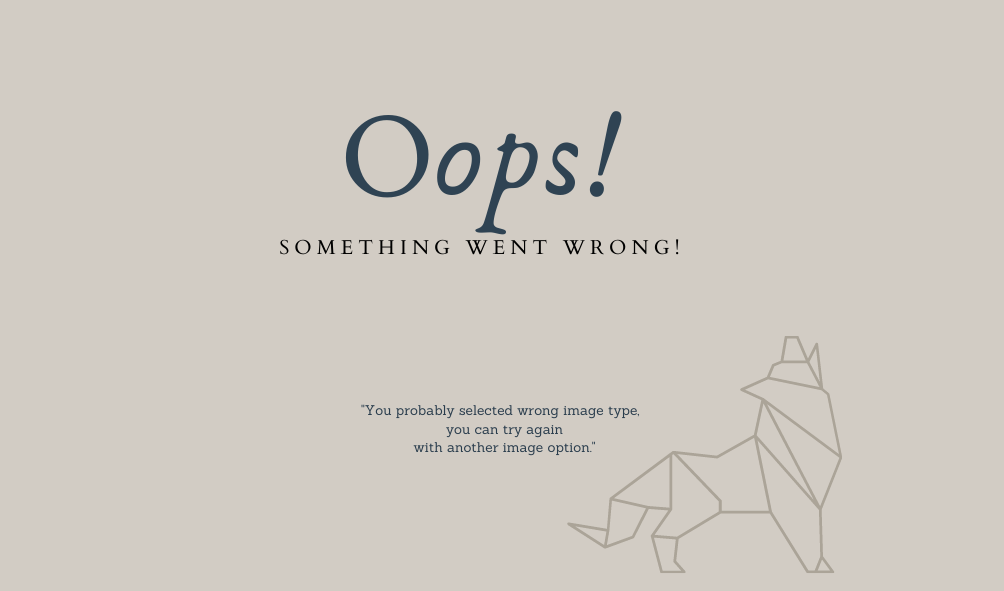 Oops!
SOMETHING WENT WRONG!
"You probably selected wrong image type,
you can try again
with another image option."